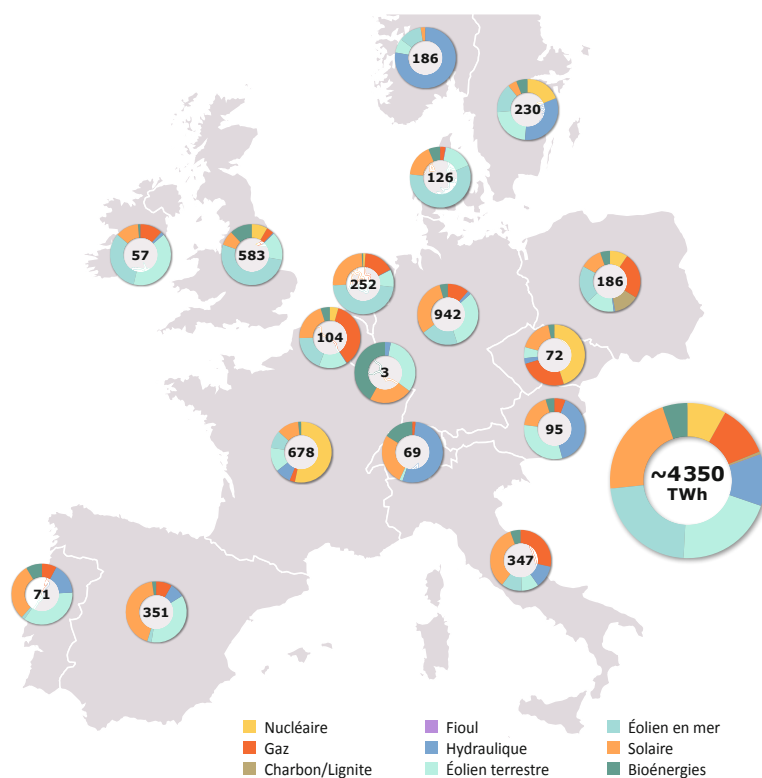 186
230
126
57
583
252
942
186
104
3
72
678
69
95
~4350
TWh
347
71
351
Nucléaire
Fioul
Éolien en mer
Gaz
Hydraulique
Solaire
Charbon/Lignite
Éolien terrestre
Bioénergies